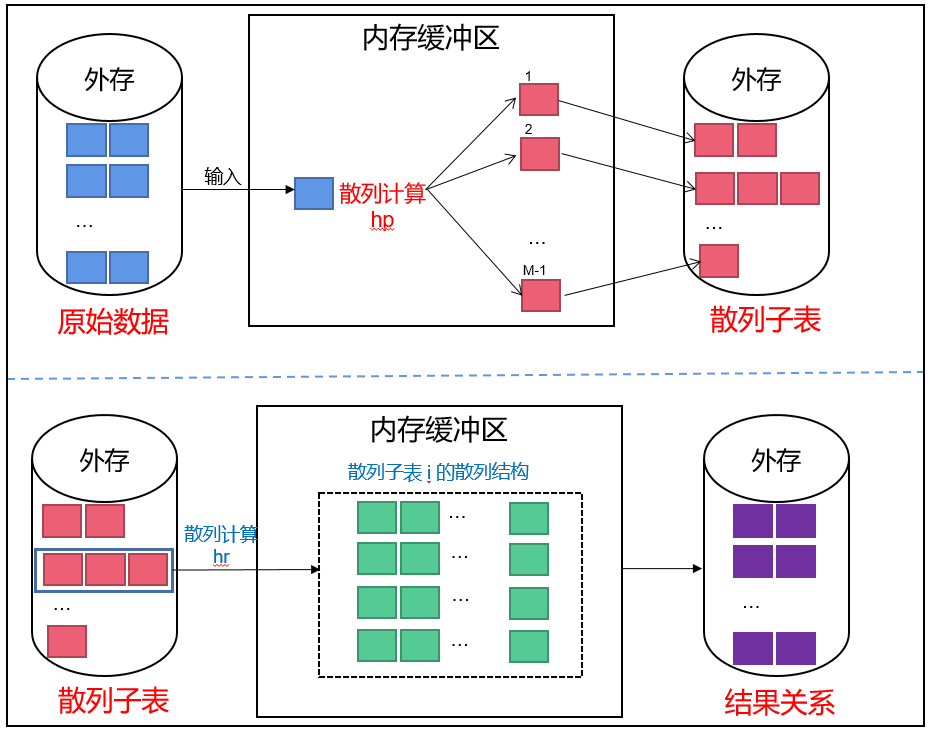 内存缓冲区
外存
外存
1
2
输入
散列计算
hp
...
...
...
M-1
原始数据
散列子表
内存缓冲区
外存
外存
散列子表 i 的散列结构
散列计算
hr
...
...
...
...
...
...
散列子表
结果关系